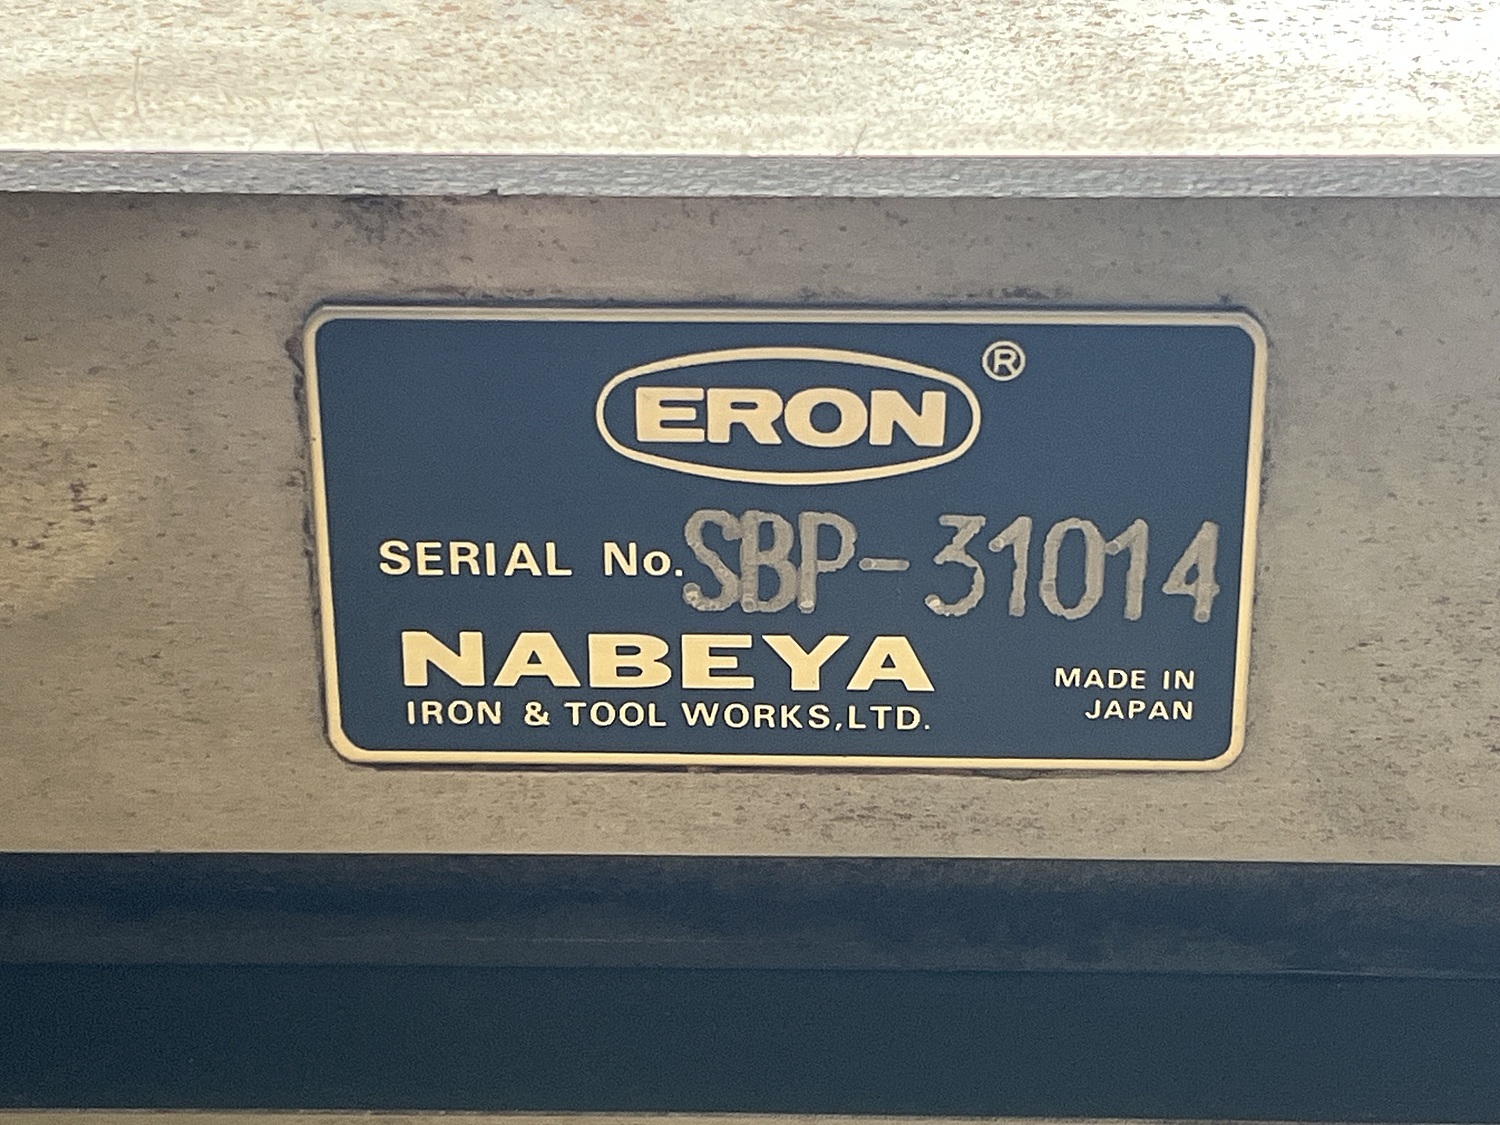 ERON ®
SERIAL No. SBP-31014
NABEYA
IRON & TOOL WORKS,LTD.
MADE IN
JAPAN